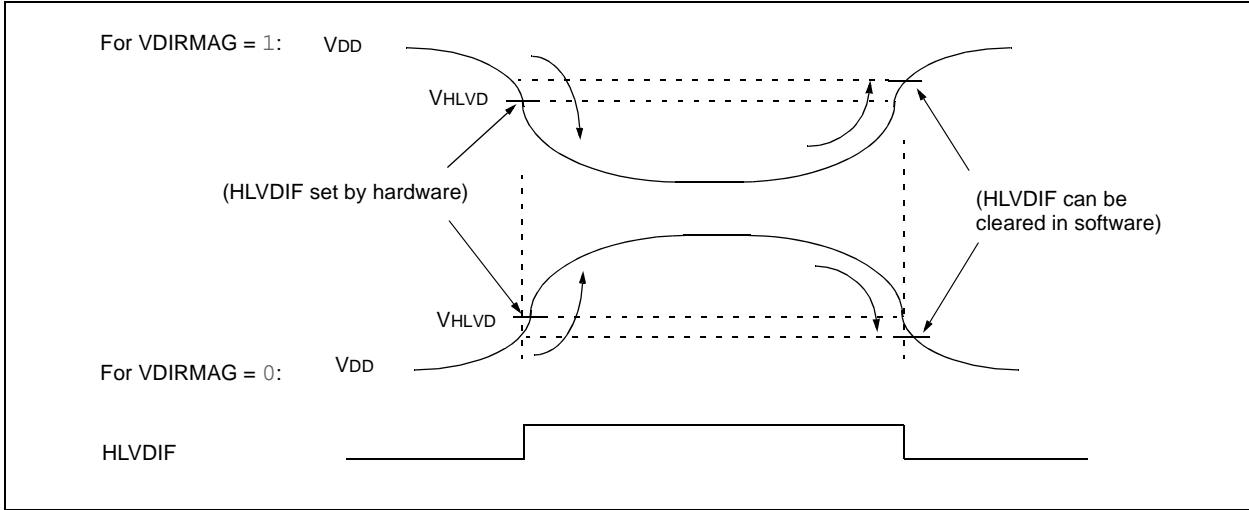 For VDIRMAG = 1: VDD
VHLVD
(HLVDIF set by hardware)
(HLVDIF can be
cleared in software)
VHLVD
For VDIRMAG = 0: VDD
HLVDIF